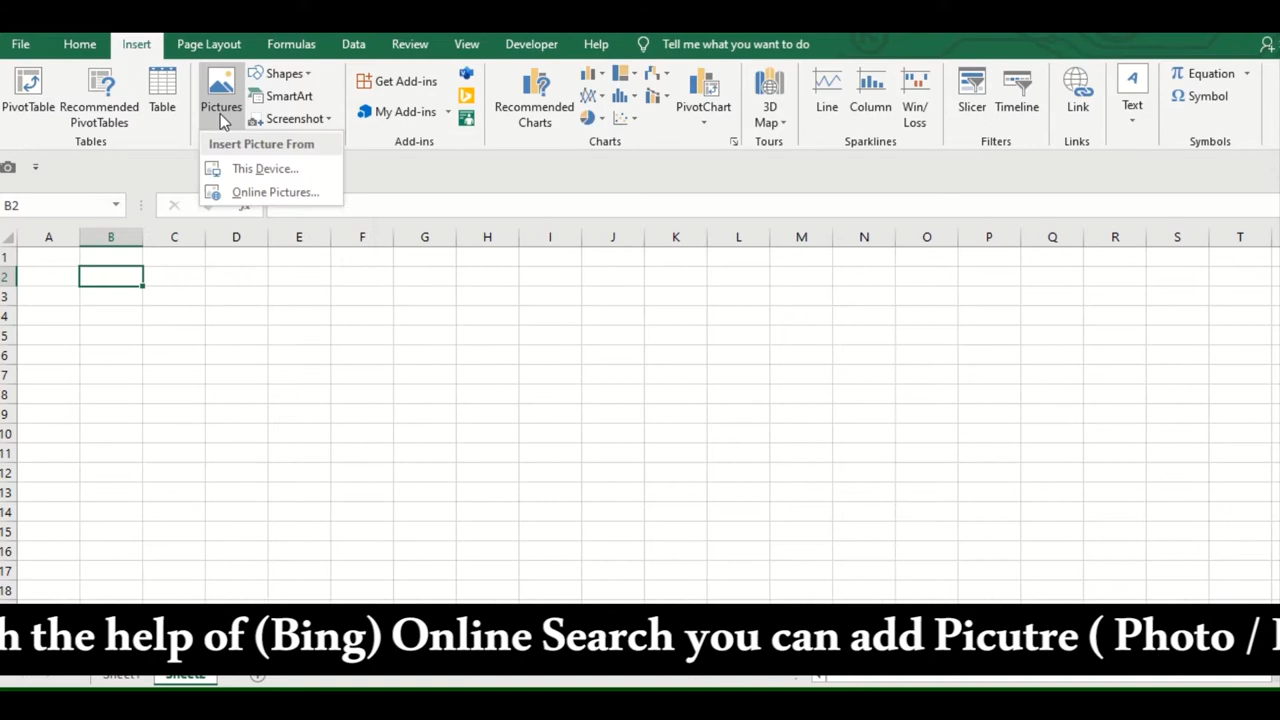 File Home Insert Page Layout Formulas Data Review View Developer Help Tell me what you want to do
PivotTable Recommended PivotTables Table
Tables
Pictures
Shapes
SmartArt
Screenshot
Get Add-ins
My Add-ins
Add-ins
Recommended Charts
PivotChart
Charts
3D Map
Tours
Line Column Win/Loss
Sparklines
Slicer Timeline
Filters
Link
Links
Text
π Equation
Ω Symbol
Symbols
Insert Picture From
This Device...
Online Pictures...
B2
A B C D E F G H I J K L M N O P Q R S T
1
2
3
4
5
6
7
8
9
10
11
12
13
14
15
16
17
18
h the help of (Bing) Online Search you can add Picutre ( Photo /